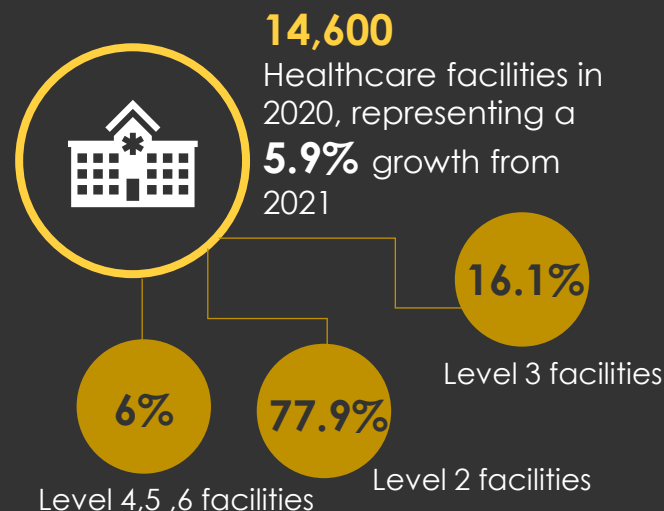 14,600
Healthcare facilities in
2020, representing a
5.9% growth from
2021
16.1%
Level 3 facilities
6%
77.9%
Level 2 facilities
Level 4,5 ,6 facilities